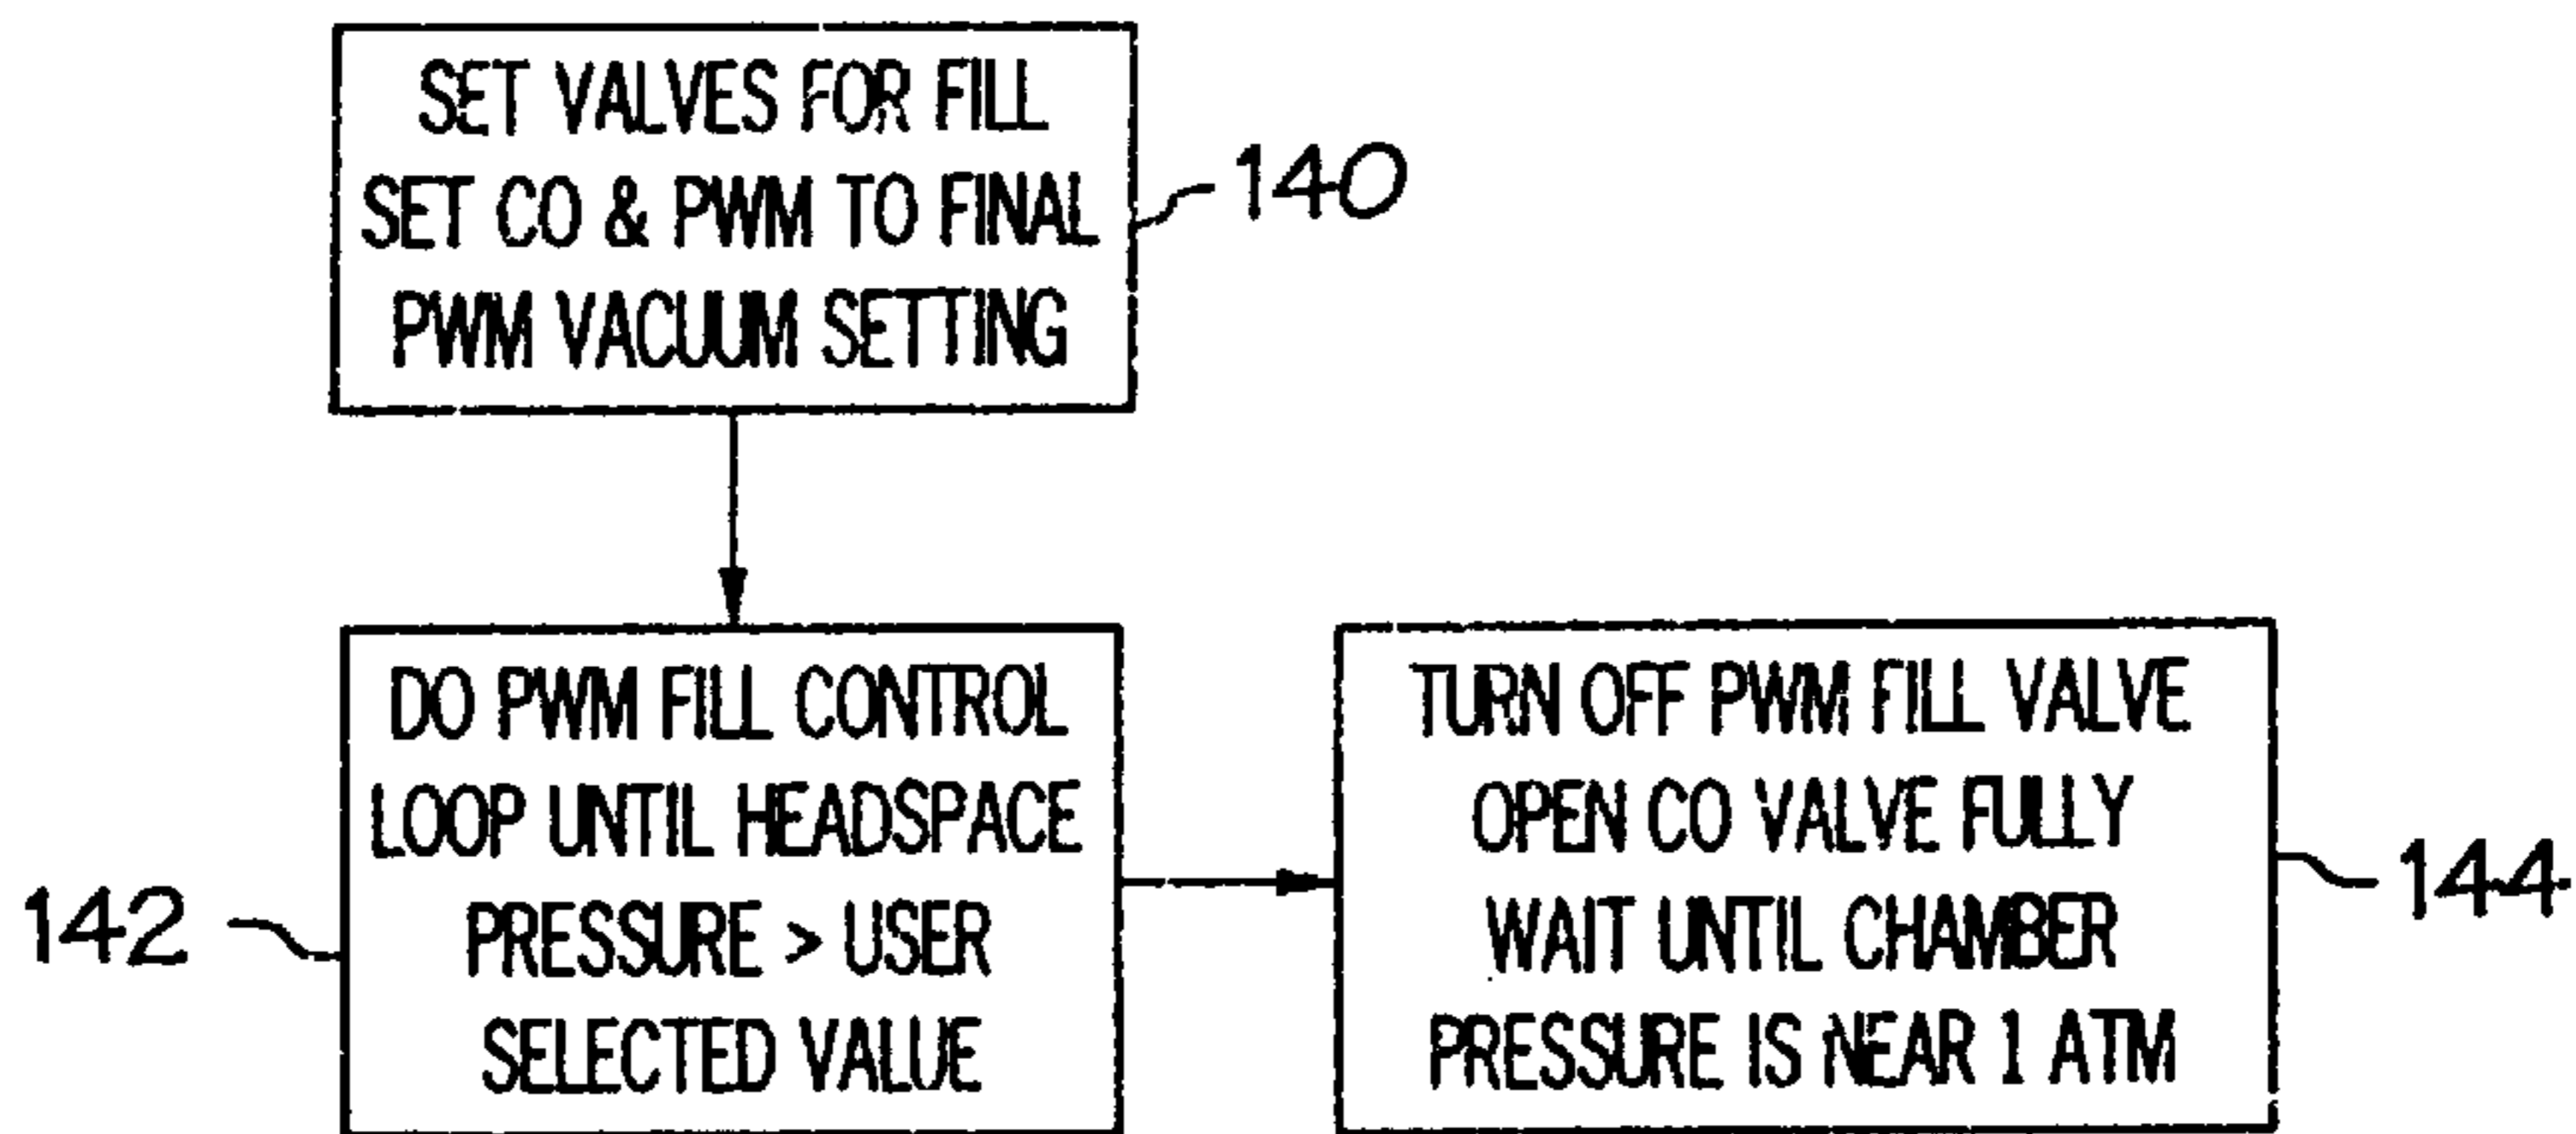 SET VALVES FOR FILL
SET CO & PWM TO FINAL
PWM VACUUM SETTING
140
DO PWM FILL CONTROL
LOOP UNTIL HEADSPACE
PRESSURE > USER
SELECTED VALUE
142
TURN OFF PWM FILL VALVE
OPEN CO VALVE FULLY
WAIT UNTIL CHAMBER
PRESSURE IS NEAR 1 ATM
144